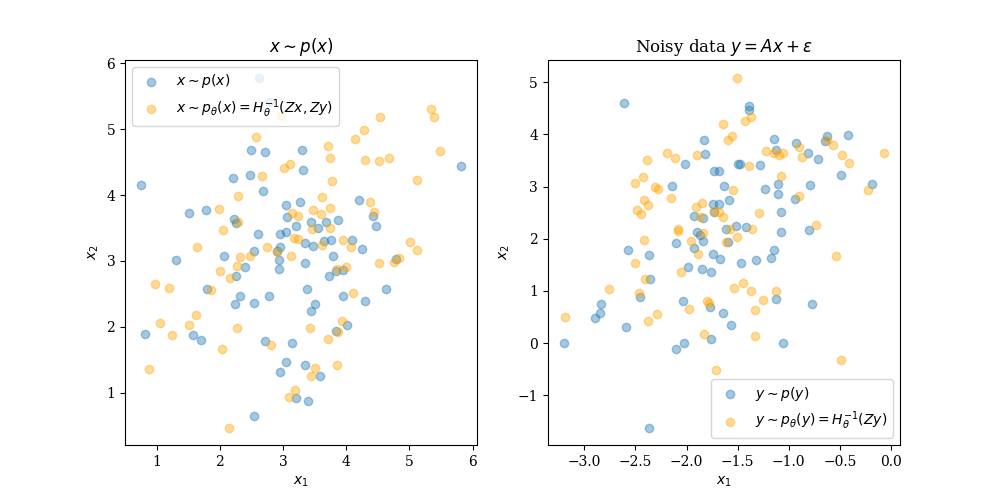 x ∼ p(x)
x ∼ p(x)
x ∼ p_θ(x) = H_θ^{-1}(Zx, Zy)
6
5
4
3
2
1
x_2
1 2 3 4 5 6
x_1
Noisy data y = Ax + ε
5
4
3
2
1
0
−1
x_2
y ∼ p(y)
y ∼ p_θ(y) = H_θ^{-1}(Zy)
−3.0 −2.5 −2.0 −1.5 −1.0 −0.5 0.0
x_1